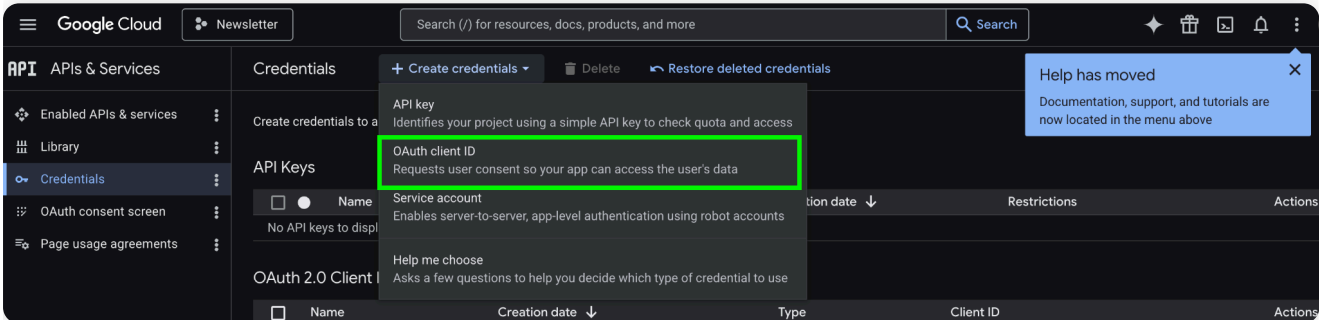 Google Cloud
Newsletter
Search (/) for resources, docs, products, and more
Search
API APIs & Services
Credentials
+ Create credentials
Delete
Restore deleted credentials
Help has moved
Documentation, support, and tutorials are
now located in the menu above
Enabled APIs & services
Library
Credentials
OAuth consent screen
Page usage agreements
Create credentials to a
API key
Identifies your project using a simple API key to check quota and access
OAuth client ID
Requests user consent so your app can access the user's data
Service account
Enables server-to-server, app-level authentication using robot accounts
Help me choose
Asks a few questions to help you decide which type of credential to use
API Keys
Name tion date Restrictions Actions
No API keys to displ
OAuth 2.0 Client I
Name Creation date Type Client ID Actions